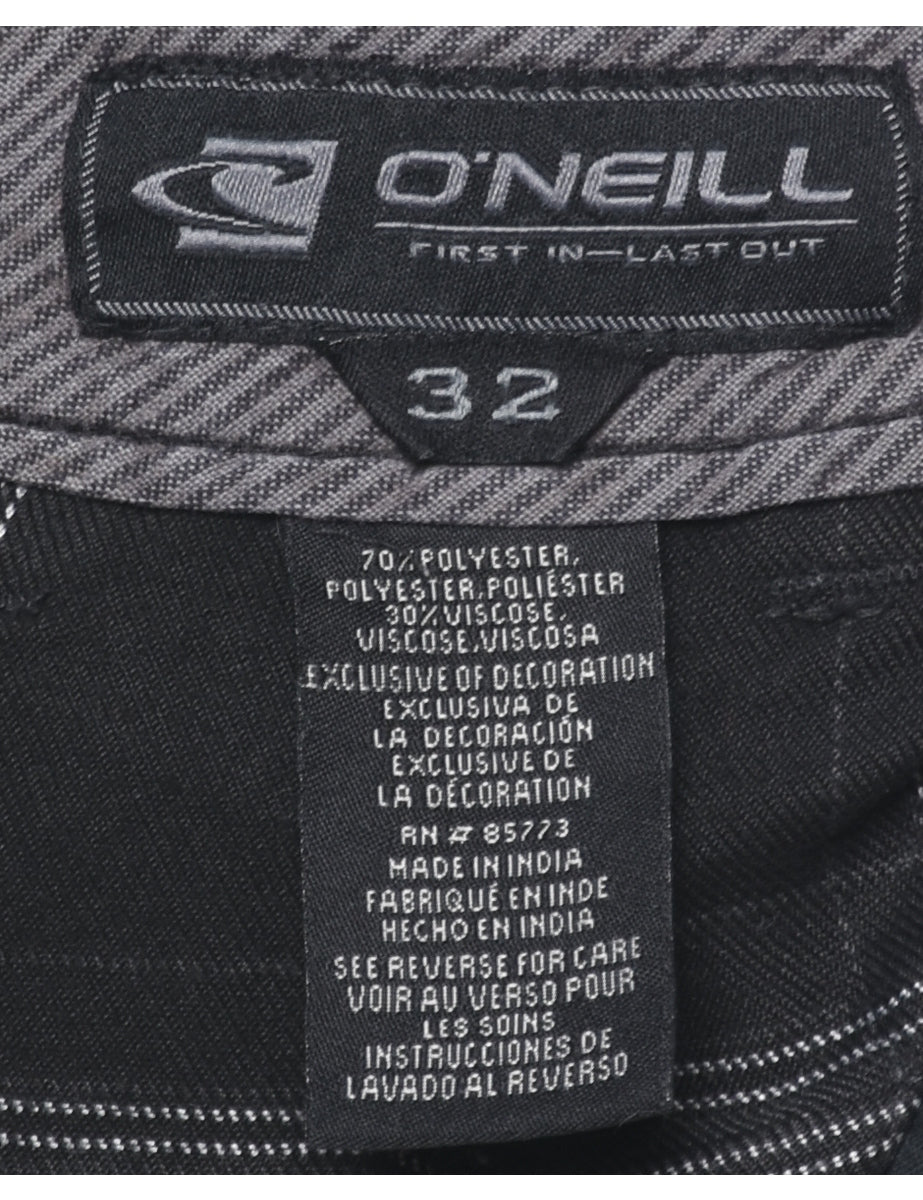 O'NEILL
FIRST IN—LAST OUT
32
70% POLYESTER,
POLYESTER,POLIÉSTER
30% VISCOSE,
VISCOSE,VISCOSA
EXCLUSIVE OF DECORATION
EXCLUSIVA DE
LA DECORACIÓN
EXCLUSIVE DE
LA DÉCORATION
RN # 85773
MADE IN INDIA
FABRIQUÉ EN INDE
HECHO EN INDIA
SEE REVERSE FOR CARE
VOIR AU VERSO POUR
LES SOINS
INSTRUCCIONES DE
LAVADO AL REVERSO